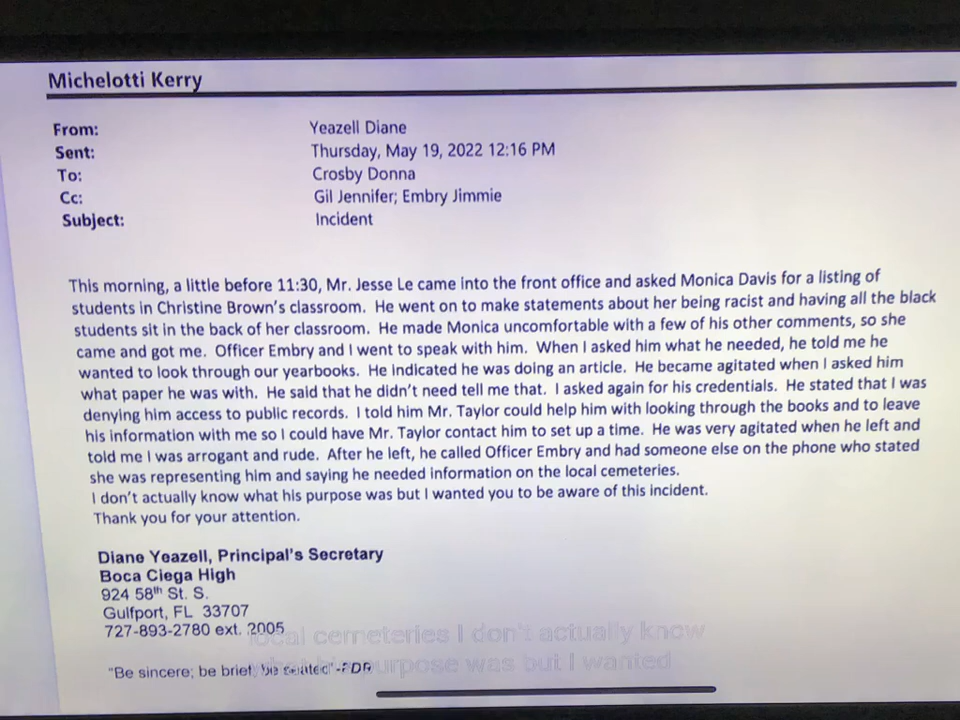 Michelotti Kerry
From: Yeazell Diane
Sent: Thursday, May 19, 2022 12:16 PM
To: Crosby Donna
Cc: Gil Jennifer; Embry Jimmie
Subject: Incident
This morning, a little before 11:30, Mr. Jesse Le came into the front office and asked Monica Davis for a listing of
students in Christine Brown's classroom. He went on to make statements about her being racist and having all the black
students sit in the back of her classroom. He made Monica uncomfortable with a few of his other comments, so she
came and got me. Officer Embry and I went to speak with him. When I asked him what he needed, he told me he
wanted to look through our yearbooks. He indicated he was doing an article. He became agitated when I asked him
what paper he was with. He said that he didn't need tell me that. I asked again for his credentials. He stated that I was
denying him access to public records. I told him Mr. Taylor could help him with looking through the books and to leave
his information with me so I could have Mr. Taylor contact him to set up a time. He was very agitated when he left and
told me I was arrogant and rude. After he left, he called Officer Embry and had someone else on the phone who stated
she was representing him and saying he needed information on the local cemeteries.
I don't actually know what his purpose was but I wanted you to be aware of this incident.
Thank you for your attention.
Diane Yeazell, Principal's Secretary
Boca Ciega High
924 58th St. S.
Gulfport, FL 33707
727-893-2780 ext. 2005
local cemeteries I don't actually know
purpose was but I wanted
"Be sincere; be brief; be seated" -FDR